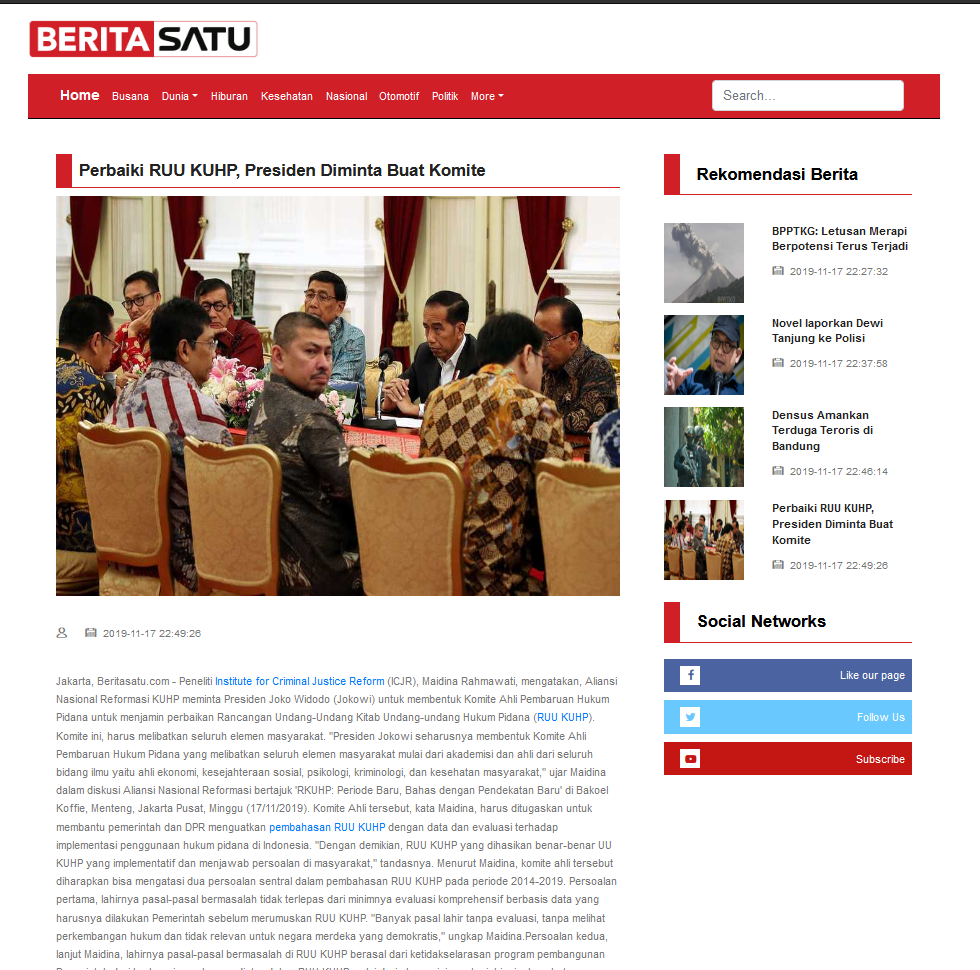 BERITA SATU
Home Busana Dunia Hiburan Kesehatan Nasional Otomotif Politik More Search...
Perbaiki RUU KUHP, Presiden Diminta Buat Komite
2019-11-17 22:49:26
Jakarta, Beritasatu.com - Peneliti Institute for Criminal Justice Reform (ICJR), Maidina Rahmawati, mengatakan, Aliansi
Nasional Reformasi KUHP meminta Presiden Joko Widodo (Jokowi) untuk membentuk Komite Ahli Pembaruan Hukum
Pidana untuk menjamin perbaikan Rancangan Undang-Undang Kitab Undang-undang Hukum Pidana (RUU KUHP).
Komite ini, harus melibatkan seluruh elemen masyarakat. "Presiden Jokowi seharusnya membentuk Komite Ahli
Pembaruan Hukum Pidana yang melibatkan seluruh elemen masyarakat mulai dari akademisi dan ahli dari seluruh
bidang ilmu yaitu ahli ekonomi, kesejahteraan sosial, psikologi, kriminologi, dan kesehatan masyarakat," ujar Maidina
dalam diskusi Aliansi Nasional Reformasi bertajuk 'RKUHP: Periode Baru, Bahas dengan Pendekatan Baru' di Bakoel
Koffie, Menteng, Jakarta Pusat, Minggu (17/11/2019). Komite Ahli tersebut, kata Maidina, harus ditugaskan untuk
membantu pemerintah dan DPR menguatkan pembahasan RUU KUHP dengan data dan evaluasi terhadap
implementasi penggunaan hukum pidana di Indonesia. "Dengan demikian, RUU KUHP yang dihasikan benar-benar UU
KUHP yang implementatif dan menjawab persoalan di masyarakat," tandasnya. Menurut Maidina, komite ahli tersebut
diharapkan bisa mengatasi dua persoalan sentral dalam pembahasan RUU KUHP pada periode 2014-2019. Persoalan
pertama, lahirnya pasal-pasal bermasalah tidak terlepas dari minimnya evaluasi komprehensif berbasis data yang
harusnya dilakukan Pemerintah sebelum merumuskan RUU KUHP. "Banyak pasal lahir tanpa evaluasi, tanpa melihat
perkembangan hukum dan tidak relevan untuk negara merdeka yang demokratis," ungkap Maidina.Persoalan kedua,
lanjut Maidina, lahirnya pasal-pasal bermasalah di RUU KUHP berasal dari ketidakselarasan program pembangunan
Rekomendasi Berita
BPPTKG: Letusan Merapi
Berpotensi Terus Terjadi
2019-11-17 22:27:32
Novel laporkan Dewi
Tanjung ke Polisi
2019-11-17 22:37:58
Densus Amankan
Terduga Teroris di
Bandung
2019-11-17 22:46:14
Perbaiki RUU KUHP,
Presiden Diminta Buat
Komite
2019-11-17 22:49:26
Social Networks
Like our page
Follow Us
Subscribe